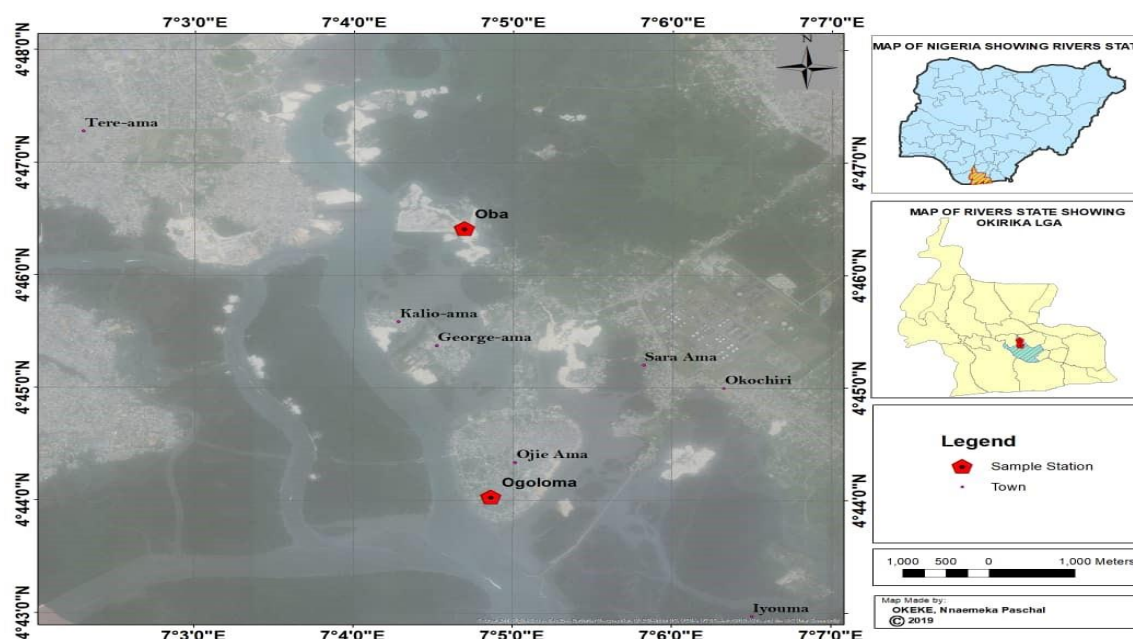 7°3'0"E 7°4'0"E 7°5'0"E 7°6'0"E 7°7'0"E
4°48'0"N
4°47'0"N
4°46'0"N
4°45'0"N
4°44'0"N
4°43'0"N
N
Tere-ama
Oba
Kalio-ama
George-ama
Sara Ama
Okochiri
Ojie Ama
Ogoloma
Iyouma
4°48'0"N
4°47'0"N
4°46'0"N
4°45'0"N
4°44'0"N
4°43'0"N
7°3'0"E 7°4'0"E 7°5'0"E 7°6'0"E 7°7'0"E
MAP OF NIGERIA SHOWING RIVERS STAT
MAP OF RIVERS STATE SHOWING
OKIRIKA LGA
Legend
Sample Station
Town
1,000 500 0 1,000 Meters
Map Made by:
OKEKE, Nnaemeka Paschal
© 2019